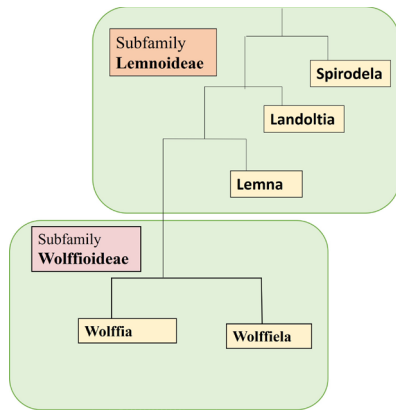 Subfamily
Lemnoideae
Spirodela
Landoltia
Lemna
Subfamily
Wolffioideae
Wolffia
Wolffiela